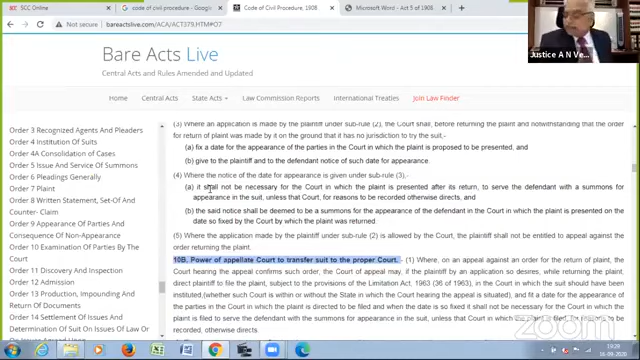 SCC Online
code of civil procedure - Google
Code of Civil Procedure, 1908
Microsoft Word - Act 5 of 1908
Not secure | bareactslive.com/ACA/ACT379.HTM#O7
Justice A N Ve...
Bare Acts Live
Central Acts and Rules Amended and Updated
Home
Central Acts
State Acts
Law Commission Reports
International Treaties
Join Law Firm
Order 3 Recognized Agents and Pleaders
Order 4 Institution of Suits
Order 4A Consolidation of Cases
Order 5 Issue and Service of Summons
Order 6 Pleadings Generally
Order 7 Plaint
Order 8 Written Statement, Set-Of and
Counter- Claim
Order 9 Appearance of Parties and
Consequence of Non-Appearance
Order 10 Examination of Parties by the
Court
Order 11 Discovery and Inspection
Order 12 Admission
Order 13 Production, Impounding and
Return of Documents
Order 14 Settlement of Issues and
Determination of Suit on Issues of Law or
(3) Where an application is made by the plaintiff under sub-rule (2), the Court shall, before returning the plaint and notwithstanding that the order
for return of plaint was made by it on the ground that it has no jurisdiction to try the suit,-
(a) fix a date for the appearance of the parties in the Court in which the plaint is proposed to be presented, and
(b) give to the plaintiff and to the defendant notice of such date for appearance.
(4) Where the notice of the date for appearance is given under sub-rule (3),-
(a) it shall not be necessary for the Court in which the plaint is presented after its return, to serve the defendant with a summons for
appearance in the suit, unless that Court, for reasons to be recorded otherwise directs, and
(b) the said notice shall be deemed to be a summons for the appearance of the defendant in the Court in which the plaint is presented on the
date so fixed by the Court by which the plaint was returned
(5) Where the application made by the plaintiff under sub-rule (2) is allowed by the Court, the plaintiff shall not be entitled to appeal against the
order returning the plaint.
10B. Power of appellate Court to transfer suit to the proper Court. - (1) Where, on an appeal against an order for the return of plaint, the
Court hearing the appeal confirms such order, the Court of appeal may, if the plaintiff by an application so desires, while returning the plaint,
direct plaintiff to file the plaint, subject to the provisions of the Limitation Act, 1963 (36 of 1963), in the Court in which the suit should have been
instituted, (whether such Court is within or without the State in which the Court hearing the appeal is situated), and fix a date for the appearance of
the parties in the Court in which the plaint is directed to be filed and when the date is so fixed it shall not be necessary for the Court in which the
plaint is filed to serve the defendant with the summons for appearance in the suit, unless that Court in which the plaint is filed, for reasons to be
recorded, otherwise directs.
zoom
19:29
16-09-2020